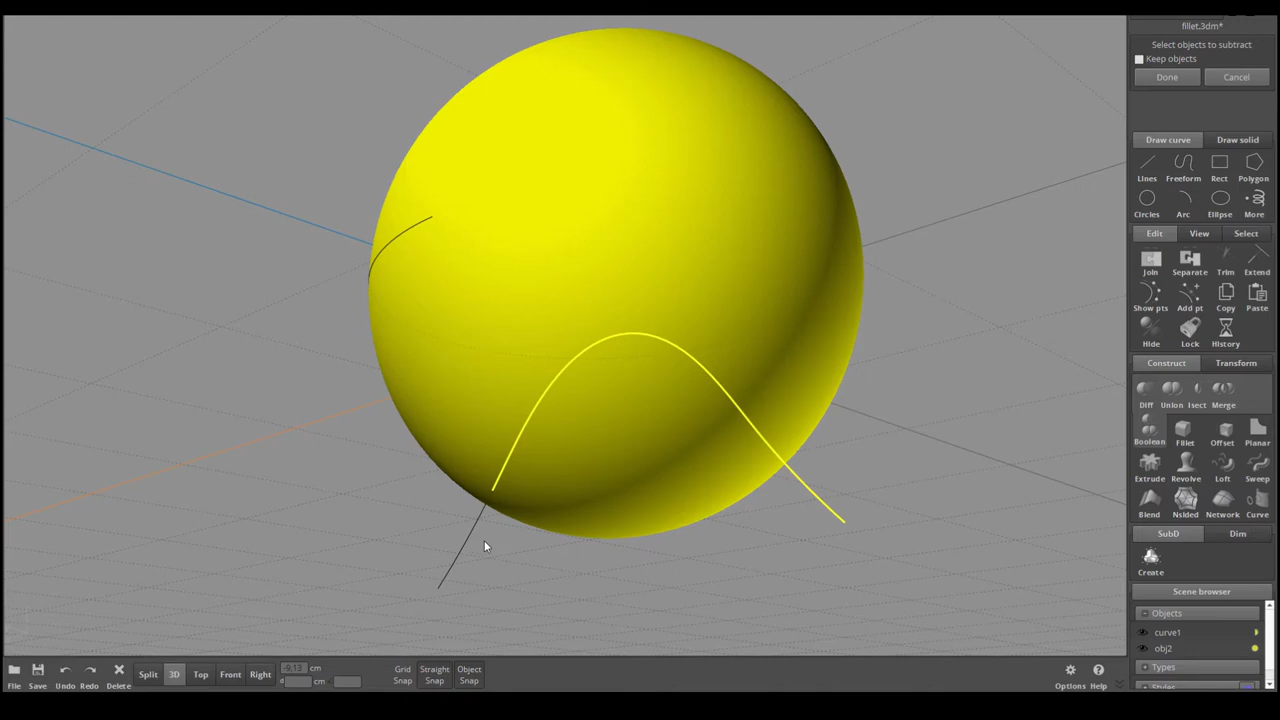 fillet.3dm*
Select objects to subtract
Keep objects
Done Cancel
Draw curve Draw solid
Lines Freeform Rect Polygon
Circles Arc Ellipse More
Edit View Select
Join Separate Trim Extend
Show pts Add pt Copy Paste
Hide Lock History
Construct Transform
Diff Union Isect Merge
Boolean Fillet Offset Planar
Extrude Revolve Loft Sweep
Blend Nsided Network Curve
SubD Dim
Create
Scene browser
Objects
curve1
obj2
Types
Styles
File Save Undo Redo Delete
Split 3D Top Front Right
-9,13 cm
d cm
Grid Snap
Straight Snap
Object Snap
Options Help